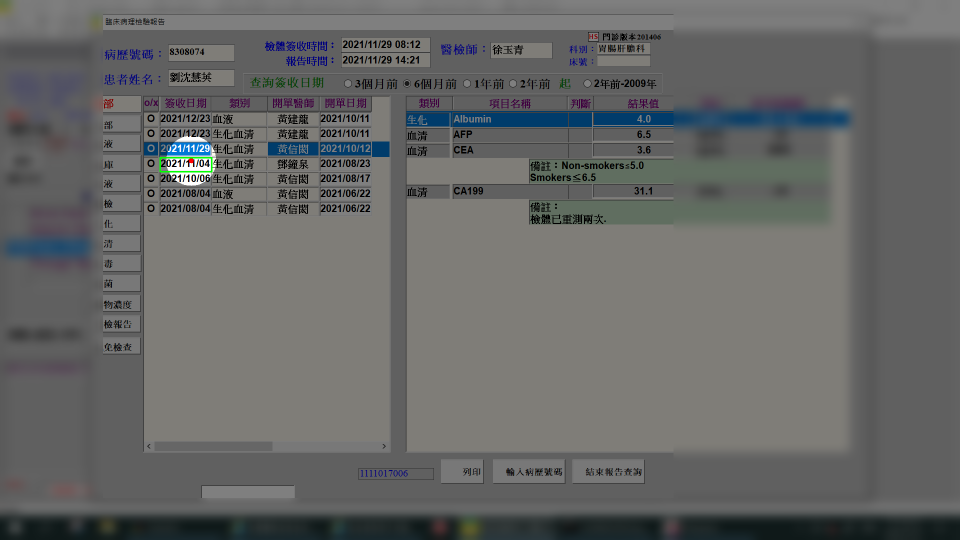 臨床病理檢驗報告
病歷號碼： 8308074
檢體簽收時間： 2021/11/29 08:12
報告時間： 2021/11/29 14:21
醫檢師： 徐玉青
HS 門診版本201406
科別： 胃腸肝膽科
床號：
患者姓名： 劉沈慧英
查詢簽收日期 3個月前 6個月前 1年前 2年前 起 2年前-2009年
部
部
液
庫
液
檢
化
清
毒
菌
物濃度
檢報告
免檢查
o/x 簽收日期 類別 開單醫師 開單日期
O 2021/12/23 血液 黃建龍 2021/10/11
O 2021/12/23 生化血清 黃建龍 2021/10/11
O 2021/11/29 生化血清 黃信閎 2021/10/12
O 2021/11/04 生化血清 鄧鐘泉 2021/08/23
O 2021/10/06 生化血清 黃信閎 2021/08/17
O 2021/08/04 血液 黃信閎 2021/06/22
O 2021/08/04 生化血清 黃信閎 2021/06/22
類別 項目名稱 判斷 結果值
生化 Albumin 4.0
血清 AFP 6.5
血清 CEA 3.6
備註：Non-smokers≦5.0
Smokers≦6.5
血清 CA199 31.1
備註：
檢體已重測兩次.
1111017006
列印
輸入病歷號碼
結束報告查詢